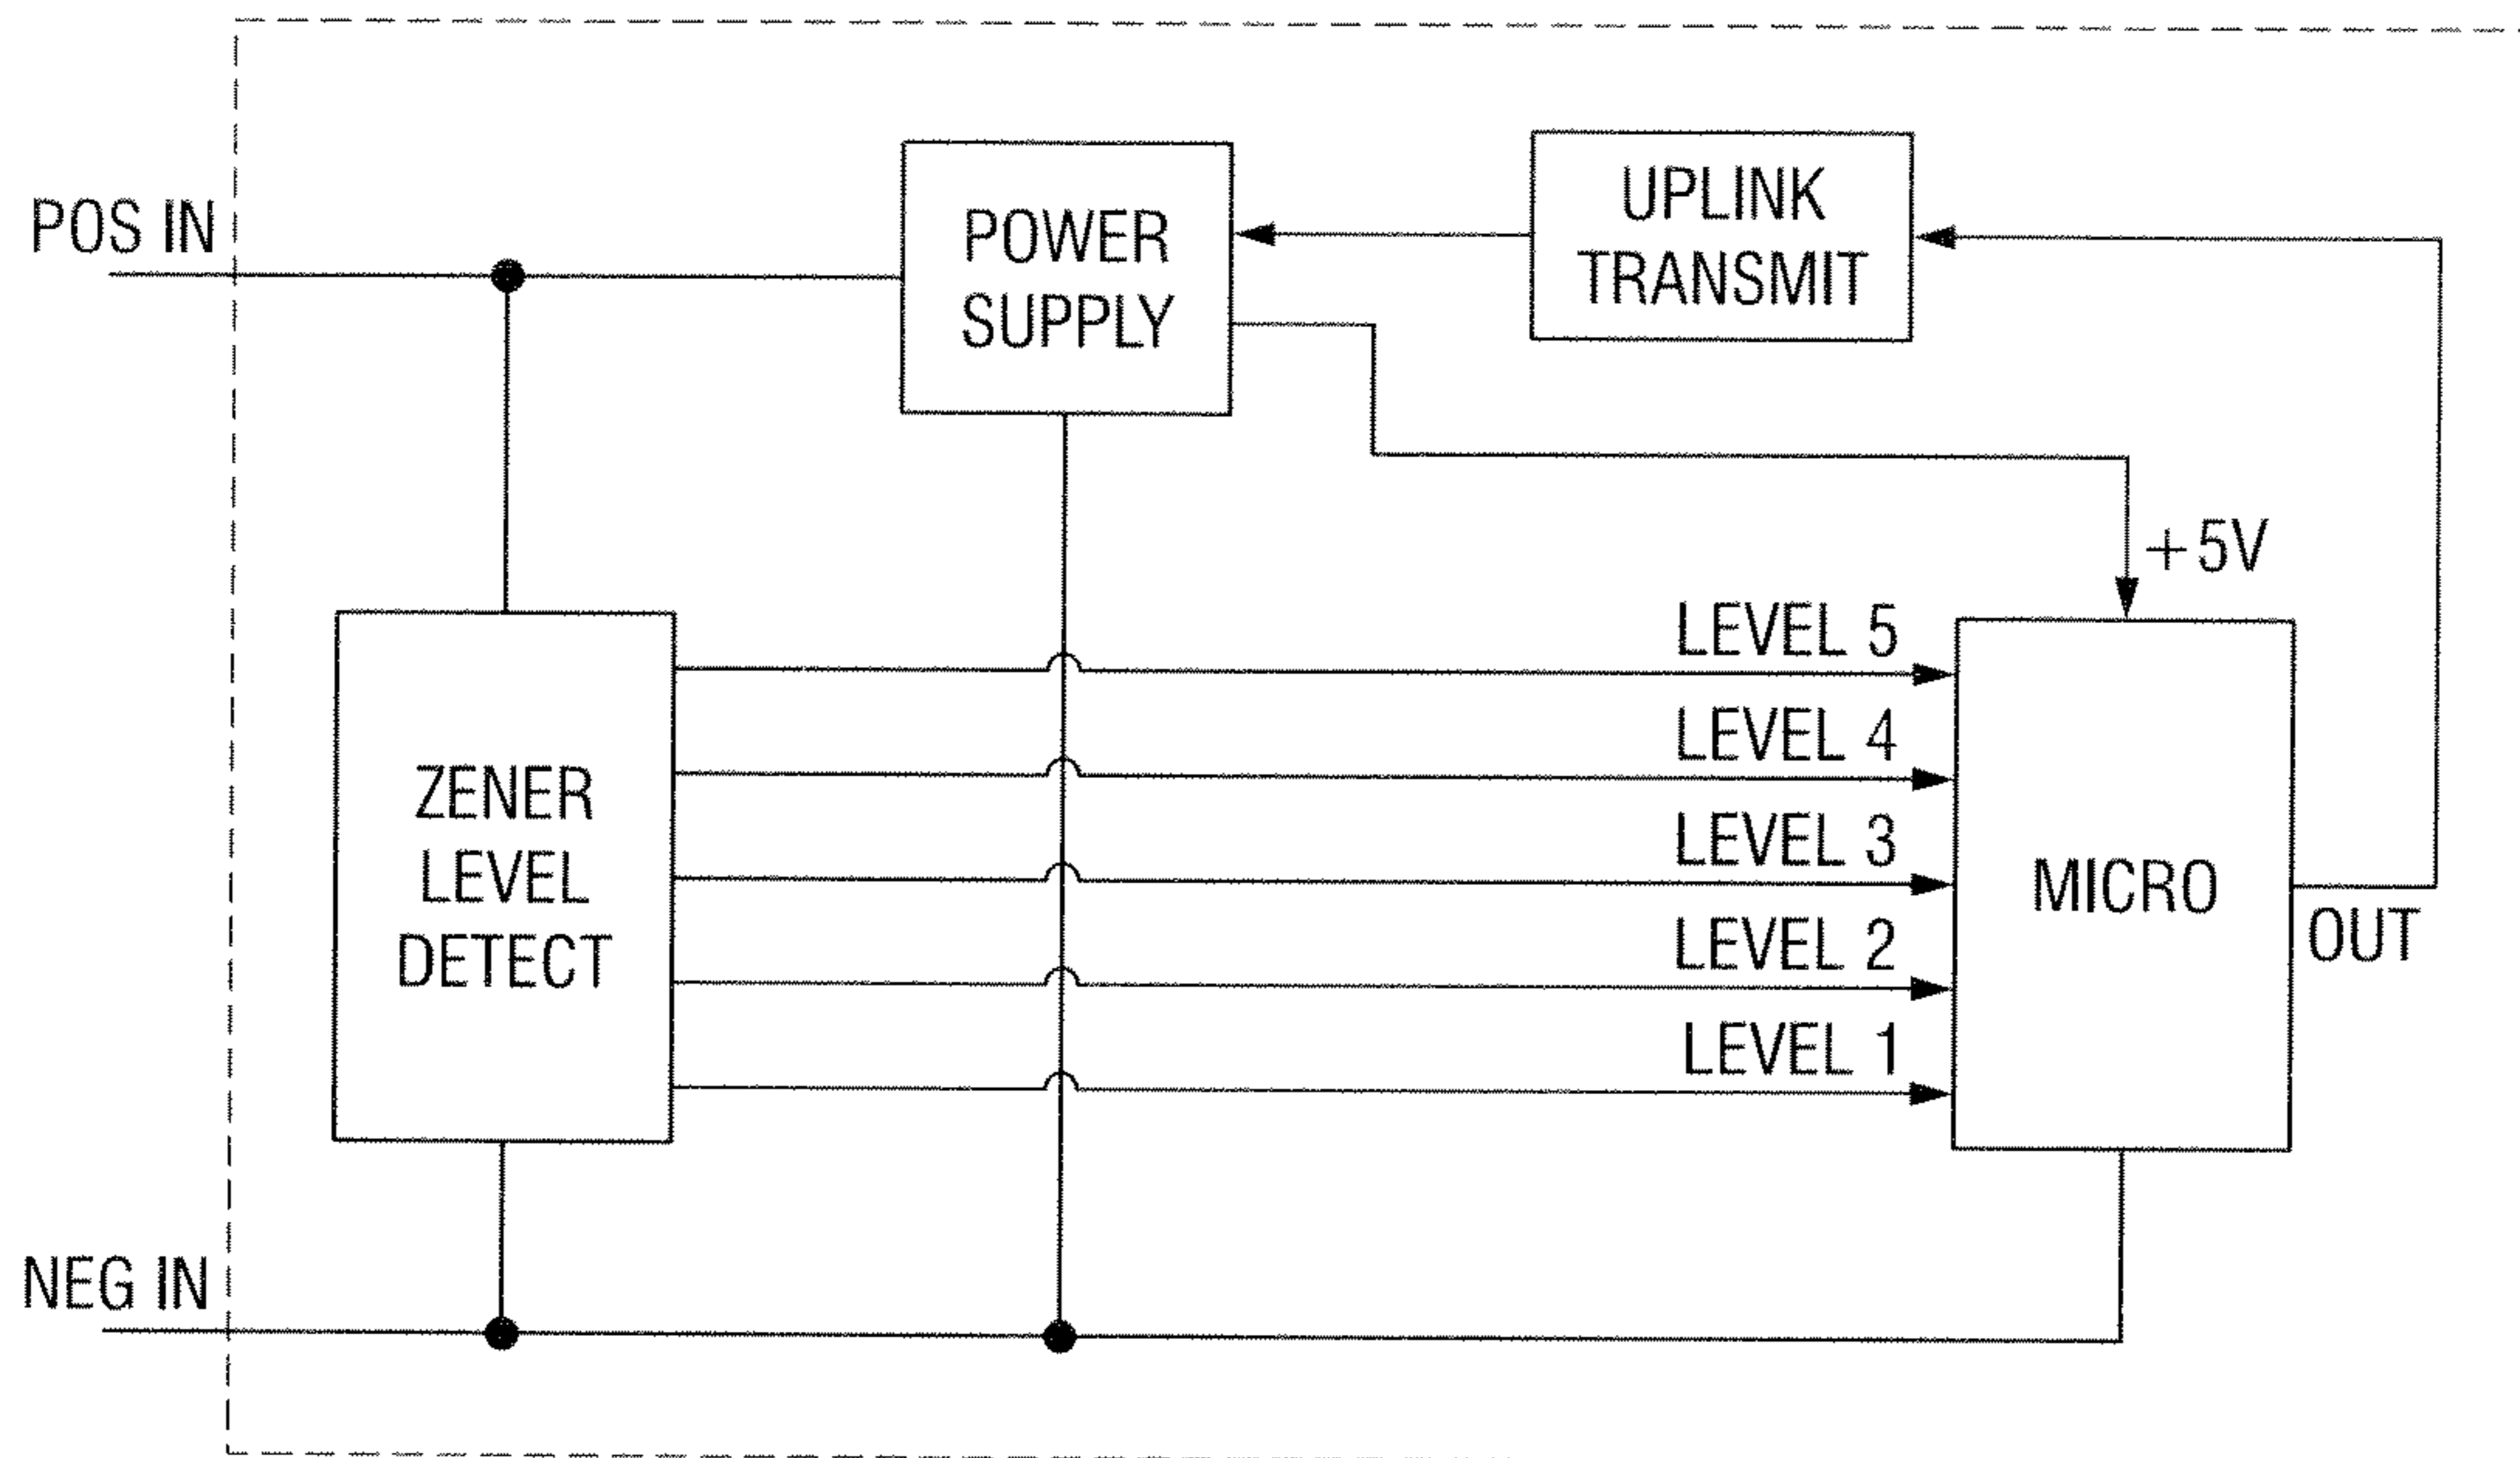 POS IN
POWER
SUPPLY
UPLINK
TRANSMIT
+5V
ZENER
LEVEL
DETECT
LEVEL 5
LEVEL 4
LEVEL 3
LEVEL 2
LEVEL 1
MICRO
OUT
NEG IN